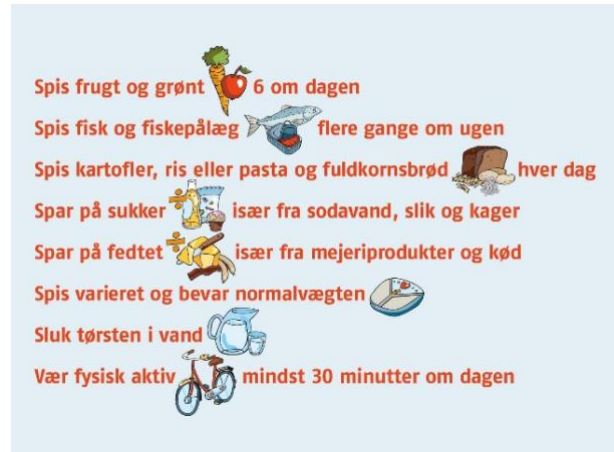 Spis frugt og grønt 6 om dagen
Spis fisk og fiskepålæg flere gange om ugen
Spis kartofler, ris eller pasta og fuldkornsbrød hver dag
Spar på sukker især fra sodavand, slik og kager
Spar på fedtet især fra mejeriprodukter og kød
Spis varieret og bevar normalvægten
Sluk tørsten i vand
Vær fysisk aktiv mindst 30 minutter om dagen